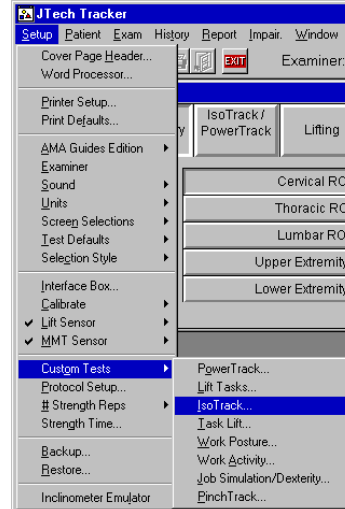 JTech Tracker
Setup Patient Exam History Report Impair. Window
Cover Page Header...
Word Processor...
EXIT Examiner:
Printer Setup...
Print Defaults...
IsoTrack /
PowerTrack
Lifting
AMA Guides Edition
Examiner
Sound
Units
Screen Selections
Test Defaults
Selection Style
Cervical RO
Thoracic RO
Lumbar RO
Upper Extremity
Lower Extremity
Interface Box...
Calibrate
✓ Lift Sensor
✓ MMT Sensor
Custom Tests
Protocol Setup...
# Strength Reps
Strength Time...
Backup...
Restore...
Inclinometer Emulator
PowerTrack...
Lift Tasks...
IsoTrack...
Task Lift...
Work Posture...
Work Activity...
Job Simulation/Dexterity...
PinchTrack...